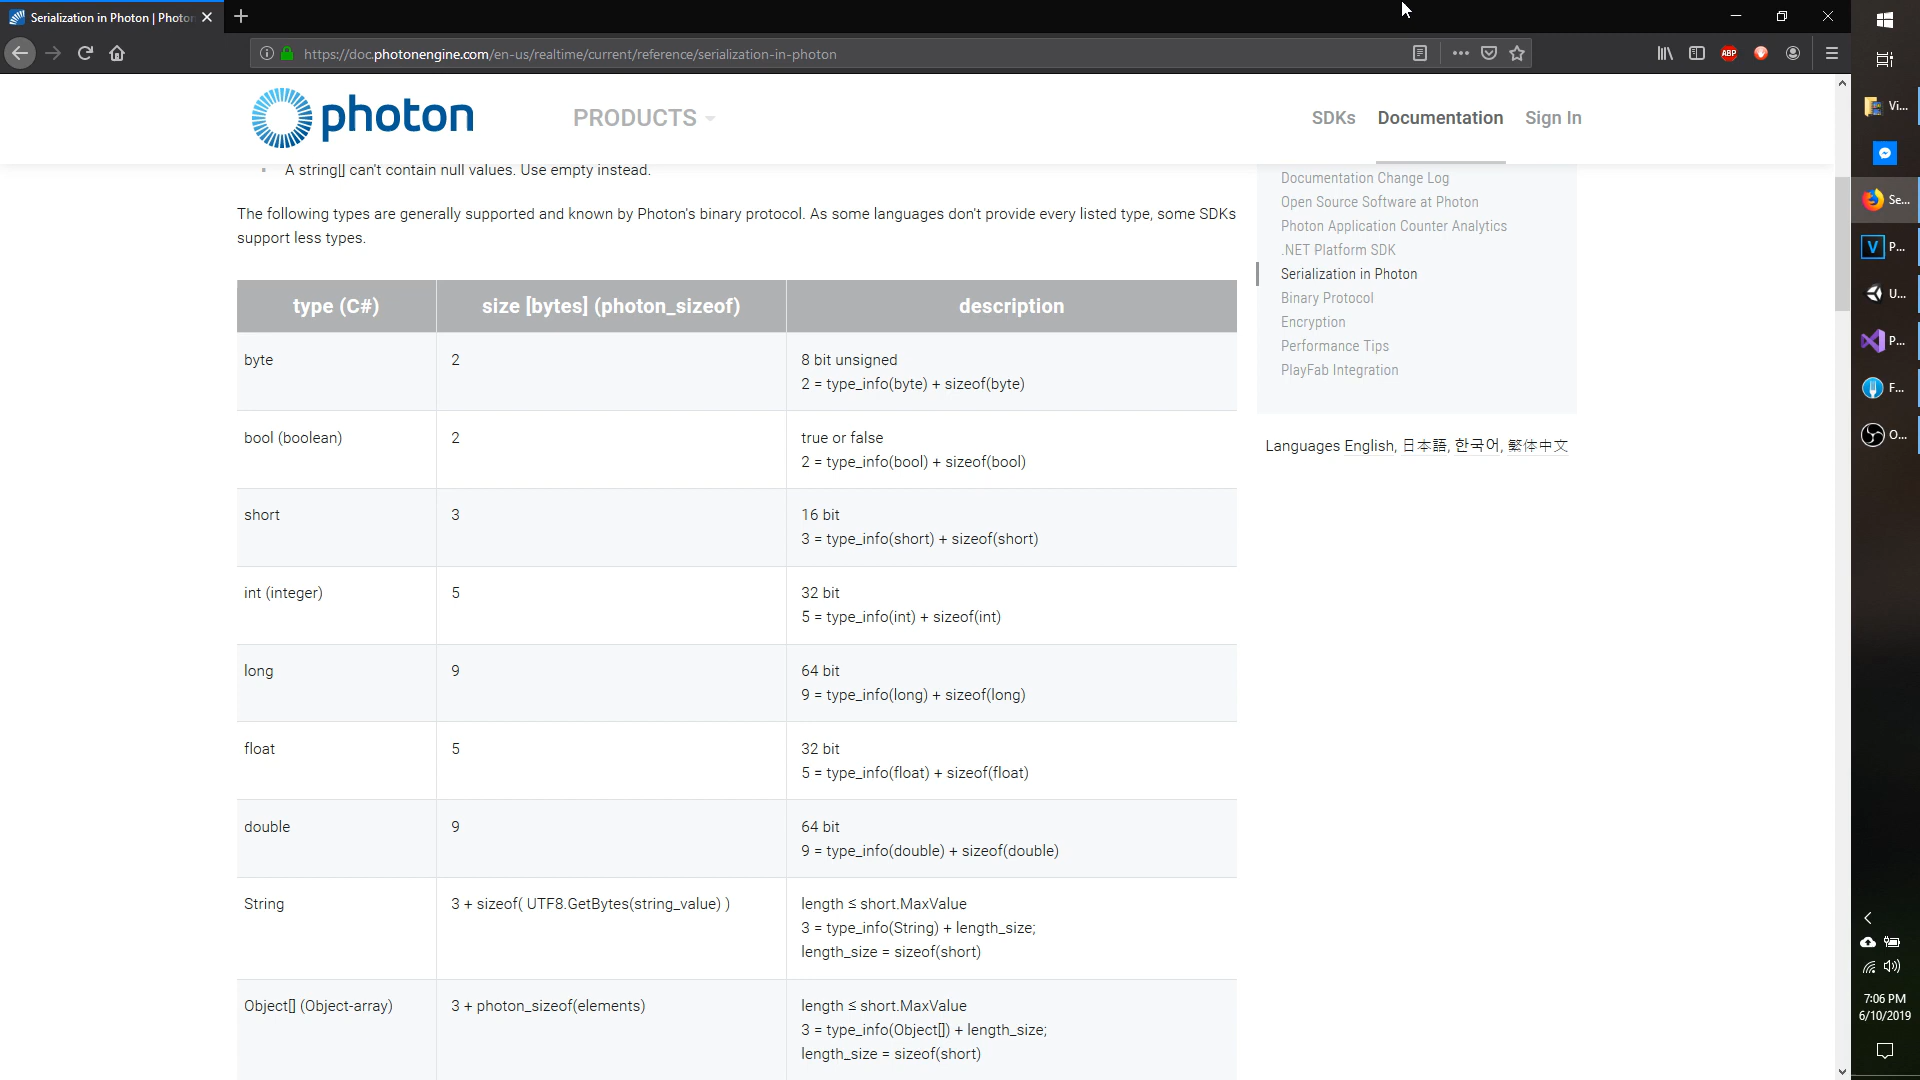 Serialization in Photon | Photon
https://doc.photonengine.com/en-us/realtime/current/reference/serialization-in-photon
ABP
photon
PRODUCTS
SDKs
Documentation
Sign In
A string[] can't contain null values. Use empty instead.
The following types are generally supported and known by Photon's binary protocol. As some languages don't provide every listed type, some SDKs
support less types.
type (C#) size [bytes] (photon_sizeof) description
byte 2 8 bit unsigned
2 = type_info(byte) + sizeof(byte)
bool (boolean) 2 true or false
2 = type_info(bool) + sizeof(bool)
short 3 16 bit
3 = type_info(short) + sizeof(short)
int (integer) 5 32 bit
5 = type_info(int) + sizeof(int)
long 9 64 bit
9 = type_info(long) + sizeof(long)
float 5 32 bit
5 = type_info(float) + sizeof(float)
double 9 64 bit
9 = type_info(double) + sizeof(double)
String 3 + sizeof( UTF8.GetBytes(string_value) ) length ≤ short.MaxValue
3 = type_info(String) + length_size;
length_size = sizeof(short)
Object[] (Object-array) 3 + photon_sizeof(elements) length ≤ short.MaxValue
3 = type_info(Object[]) + length_size;
length_size = sizeof(short)
Documentation Change Log
Open Source Software at Photon
Photon Application Counter Analytics
.NET Platform SDK
Serialization in Photon
Binary Protocol
Encryption
Performance Tips
PlayFab Integration
Languages English, 日本語, 한국어, 繁体中文
Vi...
Se...
V P...
U...
P...
F...
O...
7:06 PM
6/10/2019